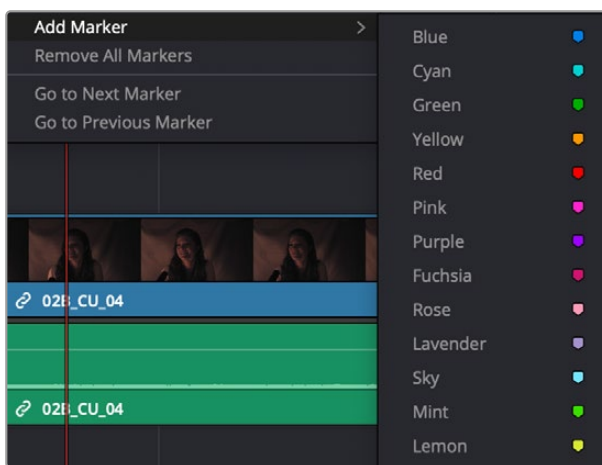 Add Marker >
Remove All Markers
Go to Next Marker
Go to Previous Marker
02B_CU_04
02B_CU_04
Blue
Cyan
Green
Yellow
Red
Pink
Purple
Fuchsia
Rose
Lavender
Sky
Mint
Lemon